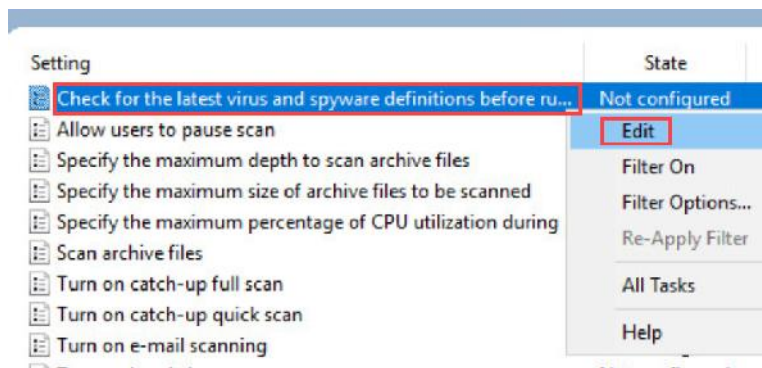 Setting State
Check for the latest virus and spyware definitions before ru... Not configured
Allow users to pause scan Edit
Specify the maximum depth to scan archive files Filter On
Specify the maximum size of archive files to be scanned Filter Options...
Specify the maximum percentage of CPU utilization during Re-Apply Filter
Scan archive files
Turn on catch-up full scan All Tasks
Turn on catch-up quick scan
Turn on e-mail scanning Help